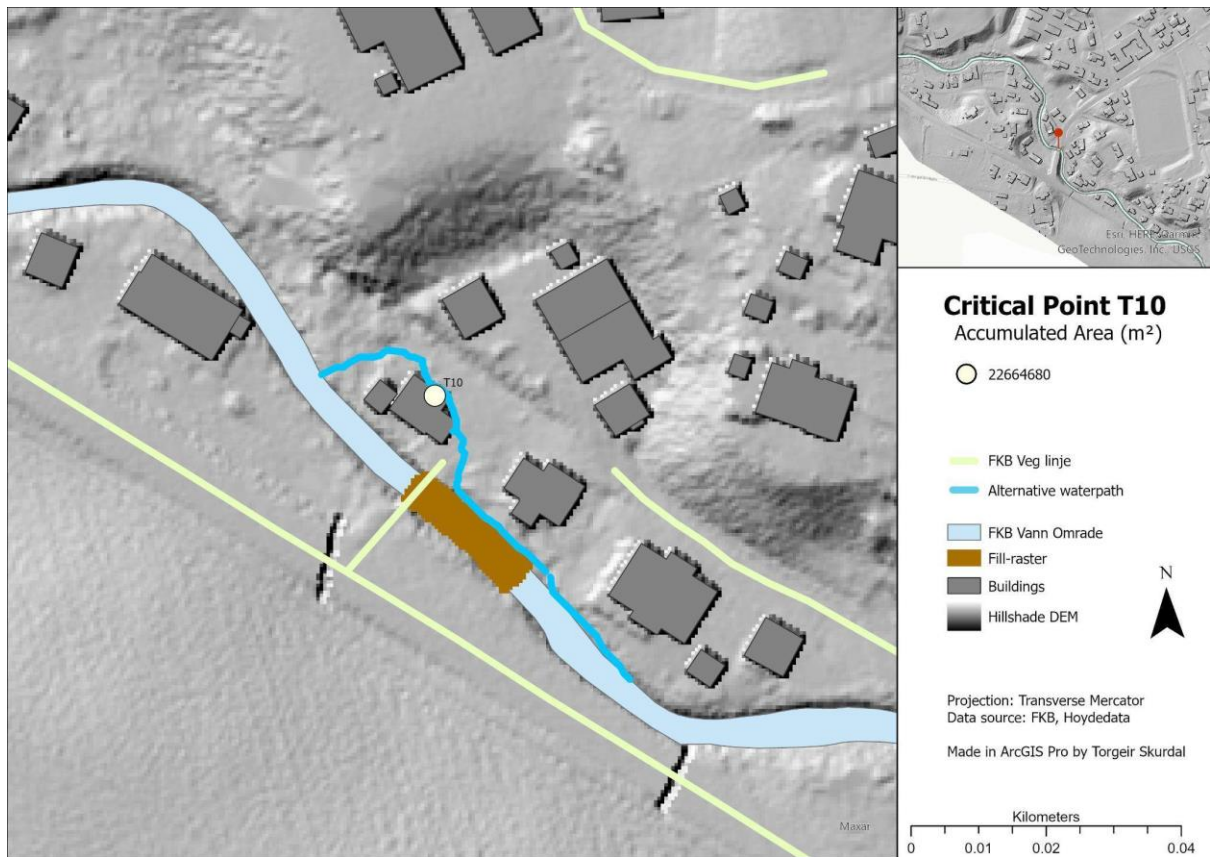 T10
Maxar
Esri, HERE, Garmin,
GeoTechnologies, Inc., USGS
Critical Point T10
Accumulated Area (m²)
22664680
FKB Veg linje
Alternative waterpath
FKB Vann Omrade
Fill-raster
Buildings
Hillshade DEM
N
Projection: Transverse Mercator
Data source: FKB, Hoydedata
Made in ArcGIS Pro by Torgeir Skurdal
Kilometers
0 0.01 0.02 0.04